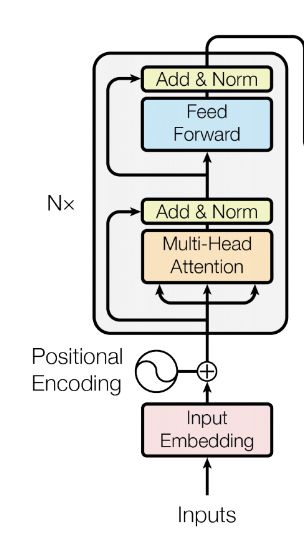 Add & Norm
Feed
Forward
N×
Add & Norm
Multi-Head
Attention
Positional
Encoding
Input
Embedding
Inputs